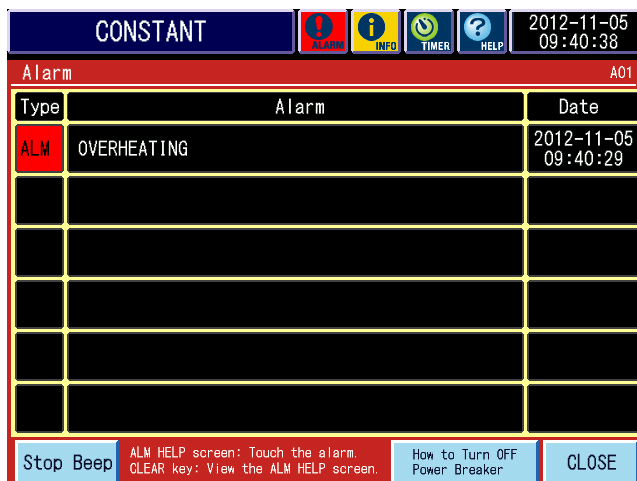 CONSTANT
ALARM
INFO
TIMER
HELP
2012-11-05
09:40:38
Alarm
A01
Type
Alarm
Date
ALM
OVERHEATING
2012-11-05
09:40:29
Stop Beep
ALM HELP screen: Touch the alarm.
CLEAR key: View the ALM HELP screen.
How to Turn OFF
Power Breaker
CLOSE